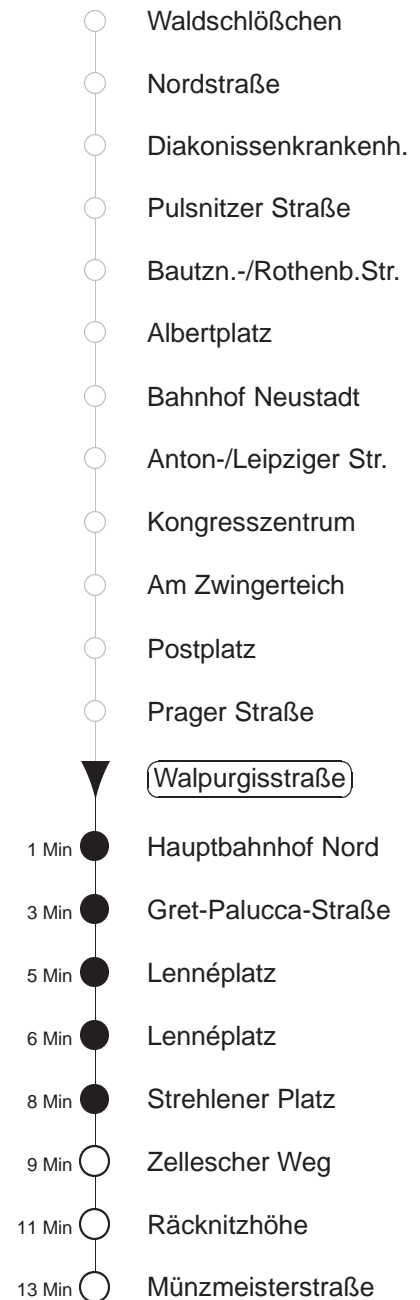 Waldschlößchen
Nordstraße
Diakonissenkrankenh.
Pulsnitzer Straße
Bautzn.-/Rothenb.Str.
Albertplatz
Bahnhof Neustadt
Anton-/Leipziger Str.
Kongresszentrum
Am Zwingerteich
Postplatz
Prager Straße
Walpurgisstraße
1 Min Hauptbahnhof Nord
3 Min Gret-Palucca-Straße
5 Min Lennéplatz
6 Min Lennéplatz
8 Min Strehlener Platz
9 Min Zellescher Weg
11 Min Räcknitzhöhe
13 Min Münzmeisterstraße